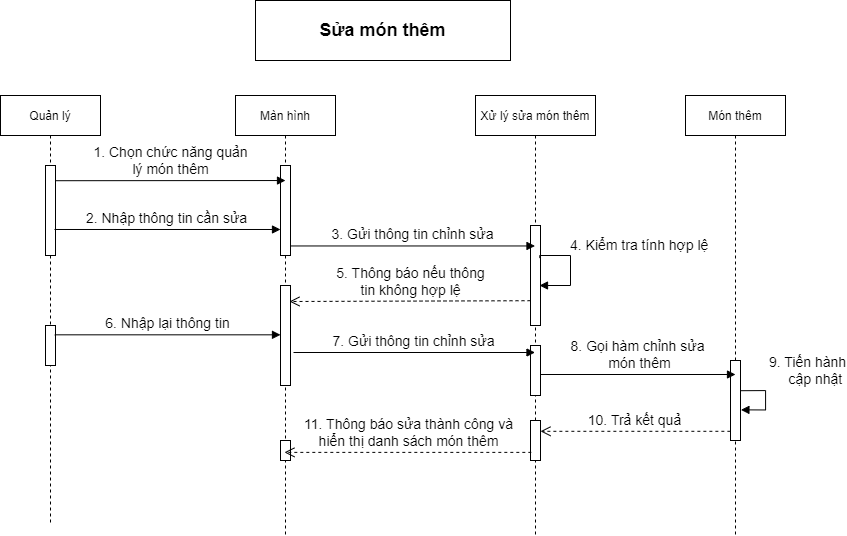 Sửa món thêm
Quản lý
Màn hình
Xử lý sửa món thêm
Món thêm
1. Chọn chức năng quản
lý món thêm
2. Nhập thông tin cần sửa
3. Gửi thông tin chỉnh sửa
4. Kiểm tra tính hợp lệ
5. Thông báo nếu thông
tin không hợp lệ
6. Nhập lại thông tin
7. Gửi thông tin chỉnh sửa
8. Gọi hàm chỉnh sửa
món thêm
9. Tiến hành
cập nhật
10. Trả kết quả
11. Thông báo sửa thành công và
hiển thị danh sách món thêm